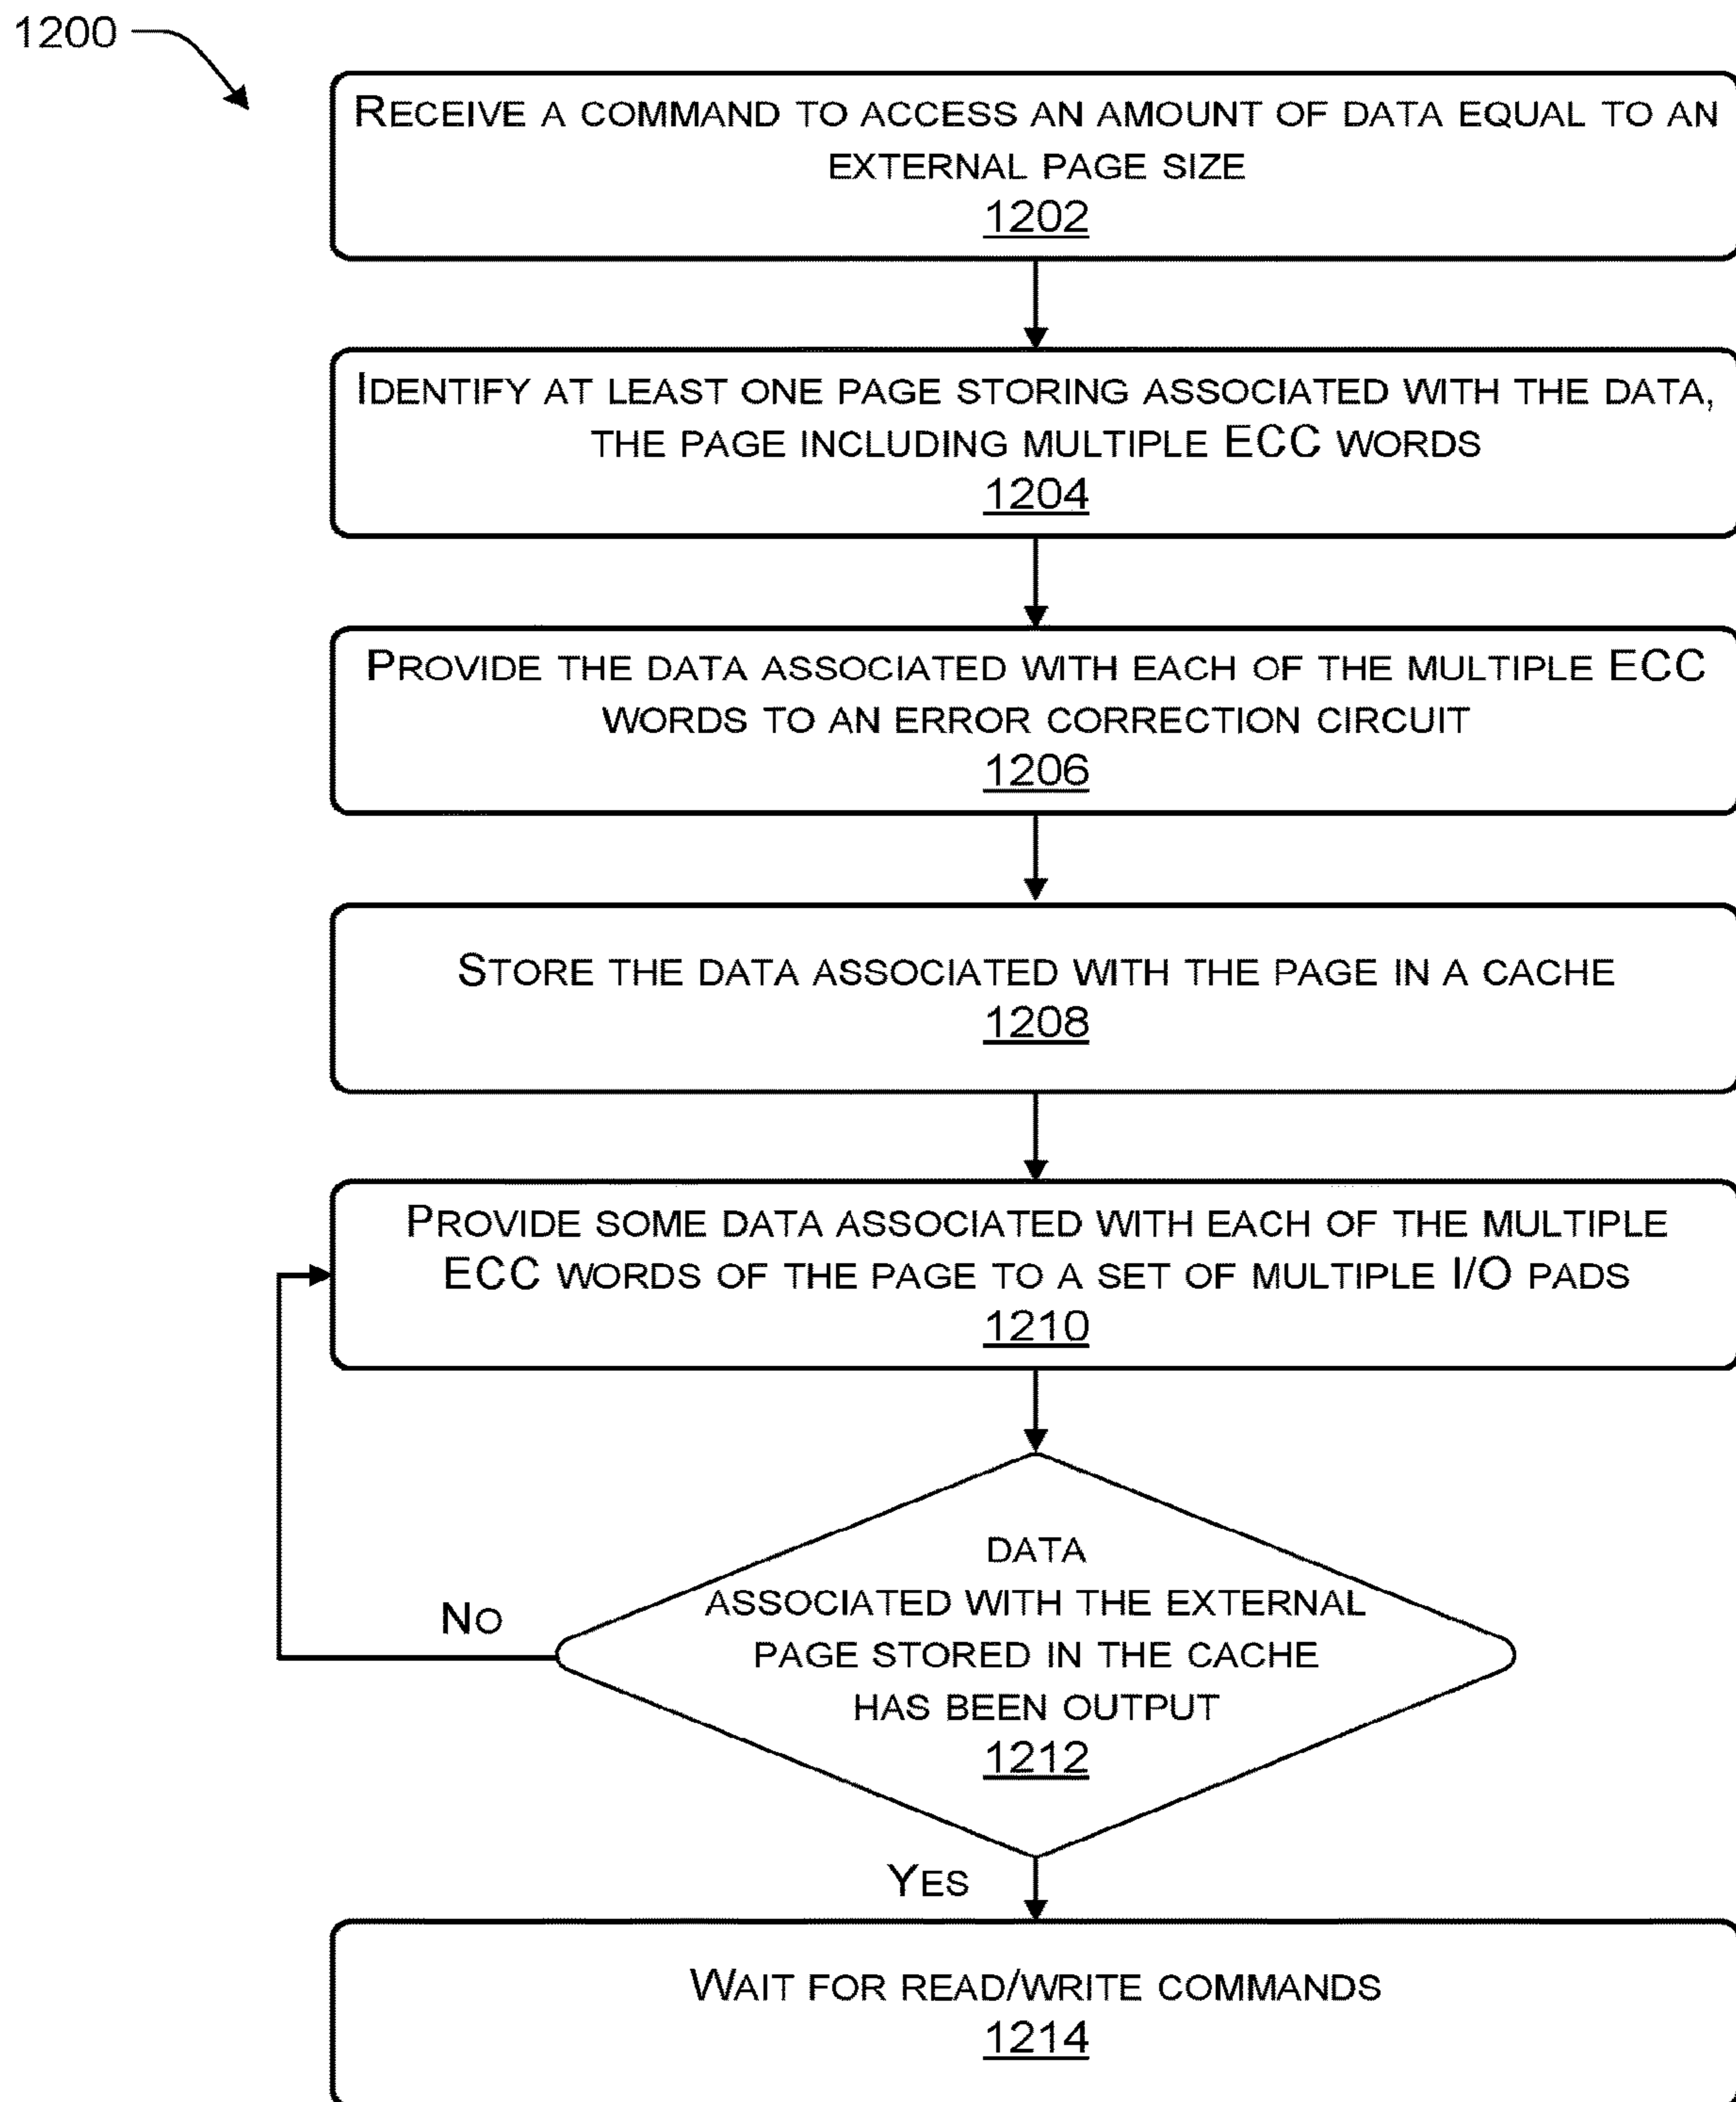 1200
RECEIVE A COMMAND TO ACCESS AN AMOUNT OF DATA EQUAL TO AN
EXTERNAL PAGE SIZE
1202
IDENTIFY AT LEAST ONE PAGE STORING ASSOCIATED WITH THE DATA,
THE PAGE INCLUDING MULTIPLE ECC WORDS
1204
PROVIDE THE DATA ASSOCIATED WITH EACH OF THE MULTIPLE ECC
WORDS TO AN ERROR CORRECTION CIRCUIT
1206
STORE THE DATA ASSOCIATED WITH THE PAGE IN A CACHE
1208
PROVIDE SOME DATA ASSOCIATED WITH EACH OF THE MULTIPLE
ECC WORDS OF THE PAGE TO A SET OF MULTIPLE I/O PADS
1210
DATA
ASSOCIATED WITH THE EXTERNAL
PAGE STORED IN THE CACHE
HAS BEEN OUTPUT
1212
NO
YES
WAIT FOR READ/WRITE COMMANDS
1214